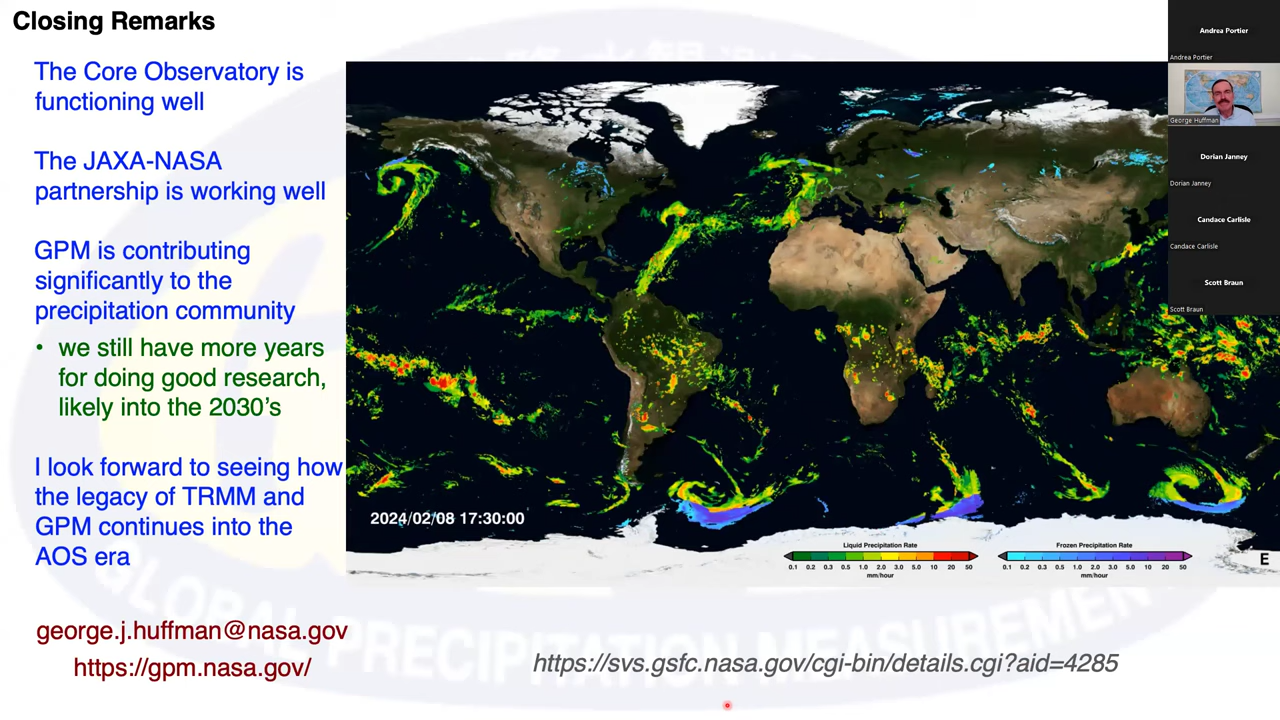 Closing Remarks
The Core Observatory is
functioning well
The JAXA-NASA
partnership is working well
GPM is contributing
significantly to the
precipitation community
• we still have more years
for doing good research,
likely into the 2030's
I look forward to seeing how
the legacy of TRMM and
GPM continues into the
AOS era
george.j.huffman@nasa.gov
https://gpm.nasa.gov/
2024/02/08 17:30:00
Liquid Precipitation Rate
0.1 0.2 0.3 0.5 1.0 2.0 3.0 5.0 10 20 50
mm/hour
Frozen Precipitation Rate
0.1 0.2 0.3 0.5 1.0 2.0 3.0 5.0 10 20 50
mm/hour
E
https://svs.gsfc.nasa.gov/cgi-bin/details.cgi?aid=4285
GLOBAL PRECIPITATION MEASUREMENT
Andrea Portier
Andrea Portier
George Huffman
Dorian Janney
Dorian Janney
Candace Carlisle
Candace Carlisle
Scott Braun
Scott Braun